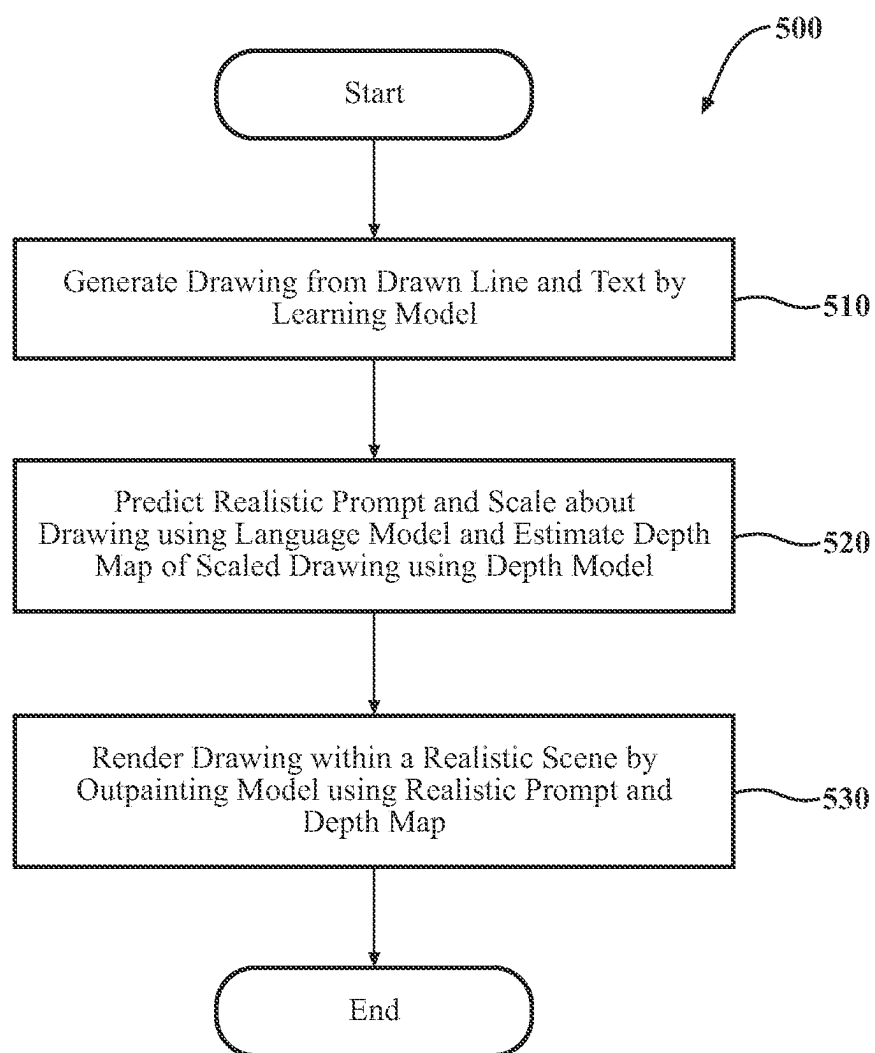 500
Start
Generate Drawing from Drawn Line and Text by
Learning Model
510
Predict Realistic Prompt and Scale about
Drawing using Language Model and Estimate Depth
Map of Scaled Drawing using Depth Model
520
Render Drawing within a Realistic Scene by
Outpainting Model using Realistic Prompt and
Depth Map
530
End